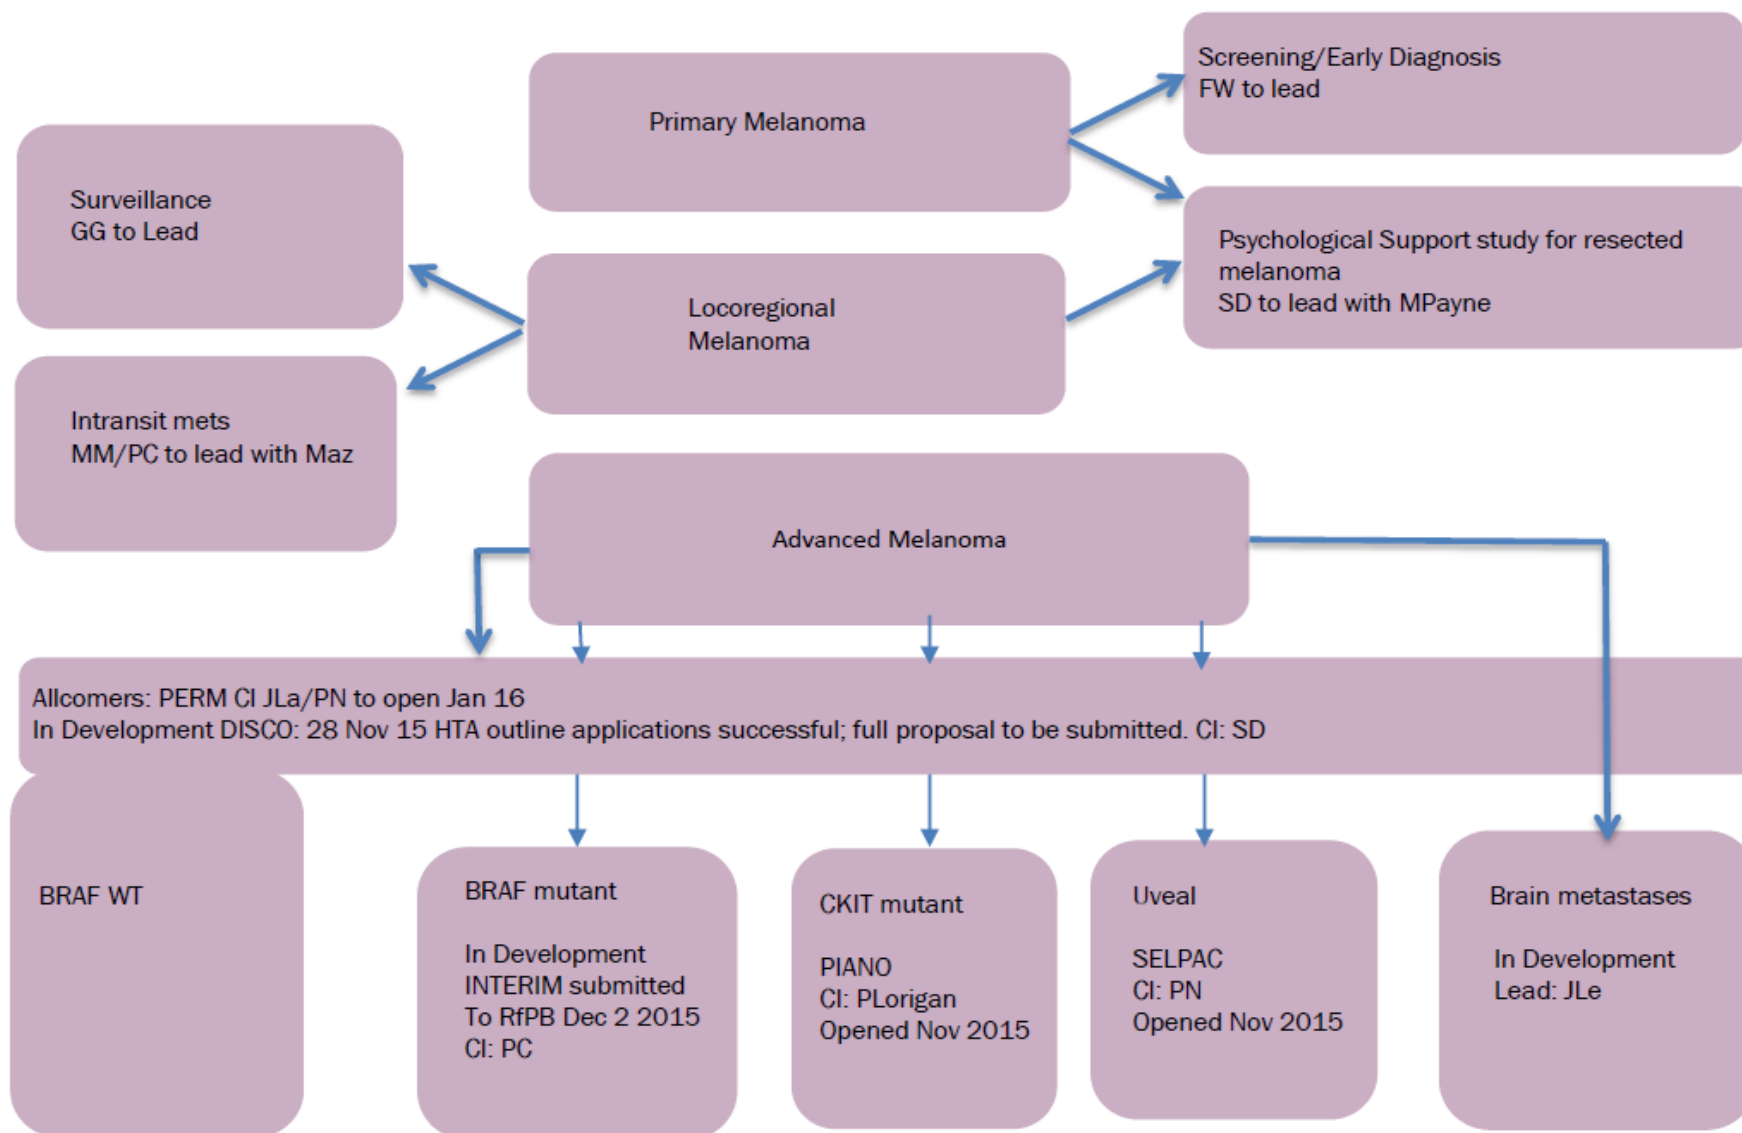 Primary Melanoma
Screening/Early Diagnosis
FW to lead
Surveillance
GG to Lead
Psychological Support study for resected
melanoma
SD to lead with MPayne
Locoregional
Melanoma
Intransit mets
MM/PC to lead with Maz
Advanced Melanoma
Allcomers: PERM CI JLa/PN to open Jan 16
In Development DISCO: 28 Nov 15 HTA outline applications successful; full proposal to be submitted. CI: SD
BRAF WT
BRAF mutant
In Development
INTERIM submitted
To RfPB Dec 2 2015
CI: PC
CKIT mutant
PIANO
CI: PLorigan
Opened Nov 2015
Uveal
SELPAC
CI: PN
Opened Nov 2015
Brain metastases
In Development
Lead: JLe